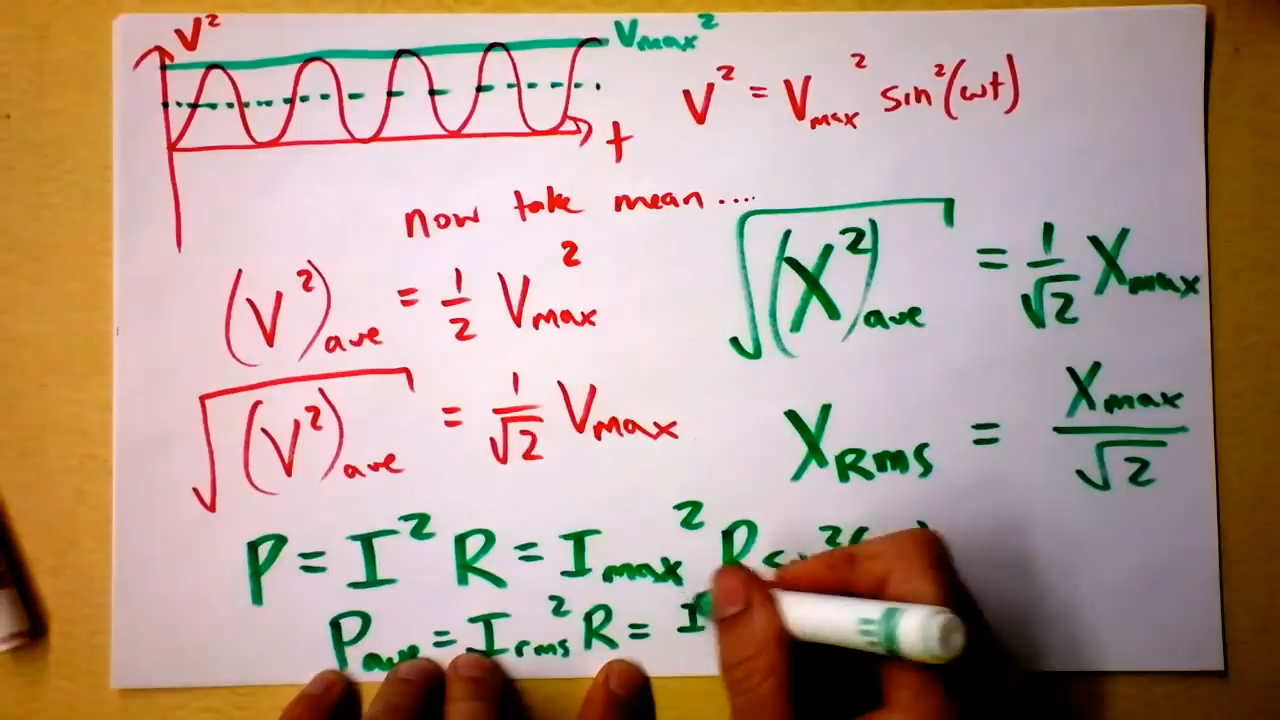 V²
Vmax²
V² = Vmax² sin²(ωt)
t
now take mean ....
(V²)ave = 1/2 Vmax²
√(X²)ave = 1/√2 Xmax
√(V²)ave = 1/√2 Vmax
XRms = Xmax/√2
P = I² R = Imax² R
Pave = Irms² R = I